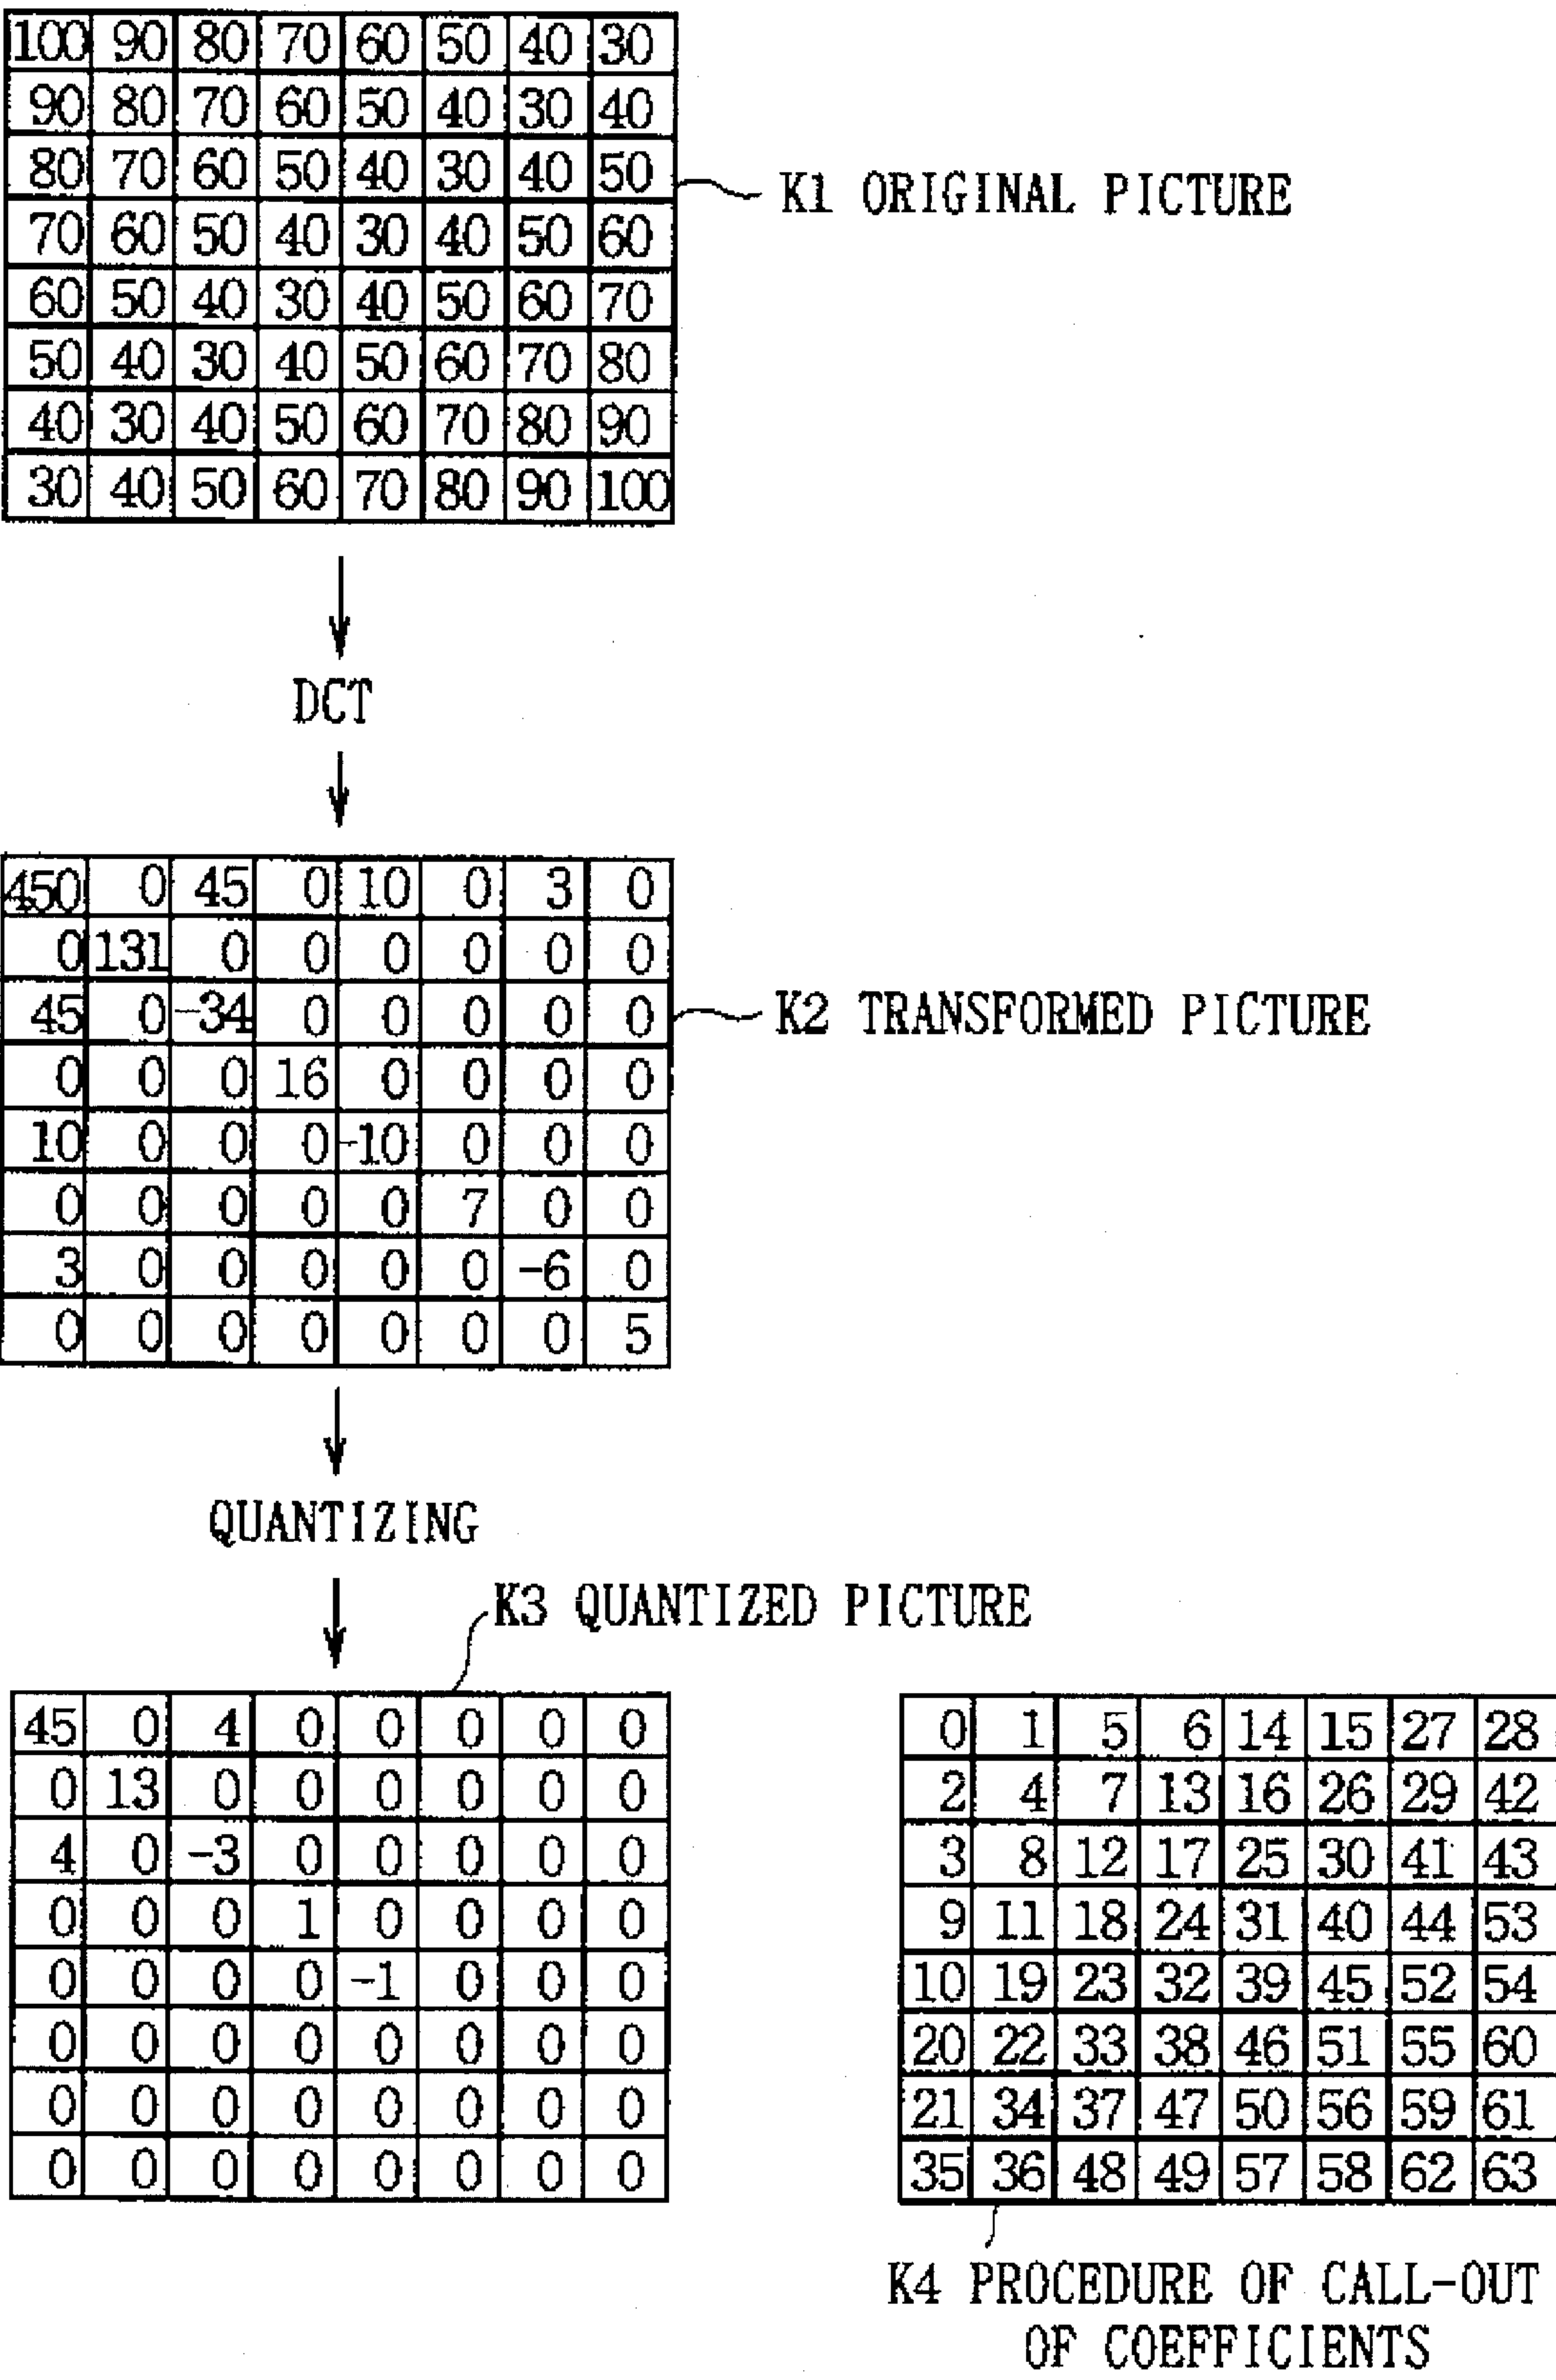 100 90 80 70 60 50 40 30
90 80 70 60 50 40 30 40
80 70 60 50 40 30 40 50
70 60 50 40 30 40 50 60
60 50 40 30 40 50 60 70
50 40 30 40 50 60 70 80
40 30 40 50 60 70 80 90
30 40 50 60 70 80 90 100
K1 ORIGINAL PICTURE
DCT
450 0 45 0 10 0 3 0
0 131 0 0 0 0 0 0
45 0 -34 0 0 0 0 0
0 0 0 16 0 0 0 0
10 0 0 0 -10 0 0 0
0 0 0 0 0 7 0 0
3 0 0 0 0 0 -6 0
0 0 0 0 0 0 0 5
K2 TRANSFORMED PICTURE
QUANTIZING
K3 QUANTIZED PICTURE
45 0 4 0 0 0 0 0
0 13 0 0 0 0 0 0
4 0 -3 0 0 0 0 0
0 0 0 1 0 0 0 0
0 0 0 0 -1 0 0 0
0 0 0 0 0 0 0 0
0 0 0 0 0 0 0 0
0 0 0 0 0 0 0 0
0 1 5 6 14 15 27 28
2 4 7 13 16 26 29 42
3 8 12 17 25 30 41 43
9 11 18 24 31 40 44 53
10 19 23 32 39 45 52 54
20 22 33 38 46 51 55 60
21 34 37 47 50 56 59 61
35 36 48 49 57 58 62 63
K4 PROCEDURE OF CALL-OUT
OF COEFFICIENTS